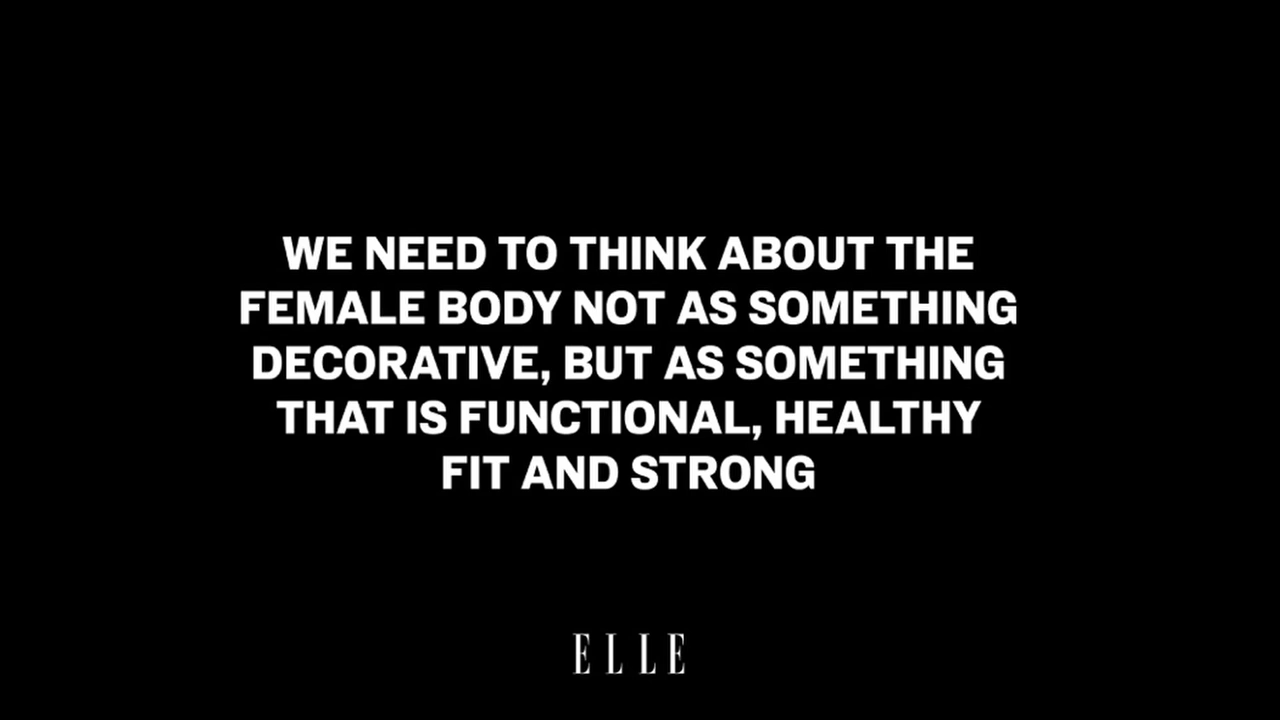 WE NEED TO THINK ABOUT THE
FEMALE BODY NOT AS SOMETHING
DECORATIVE, BUT AS SOMETHING
THAT IS FUNCTIONAL, HEALTHY
FIT AND STRONG
ELLE